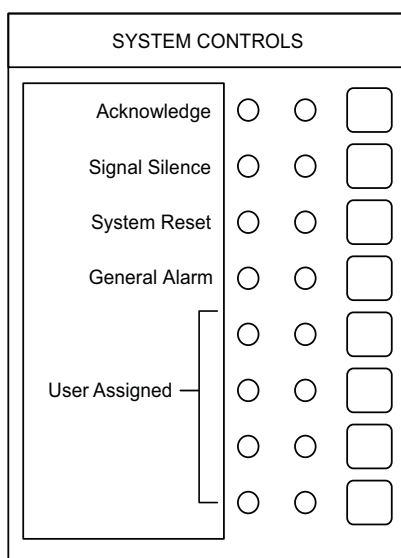 SYSTEM CONTROLS
Acknowledge
Signal Silence
System Reset
General Alarm
User Assigned